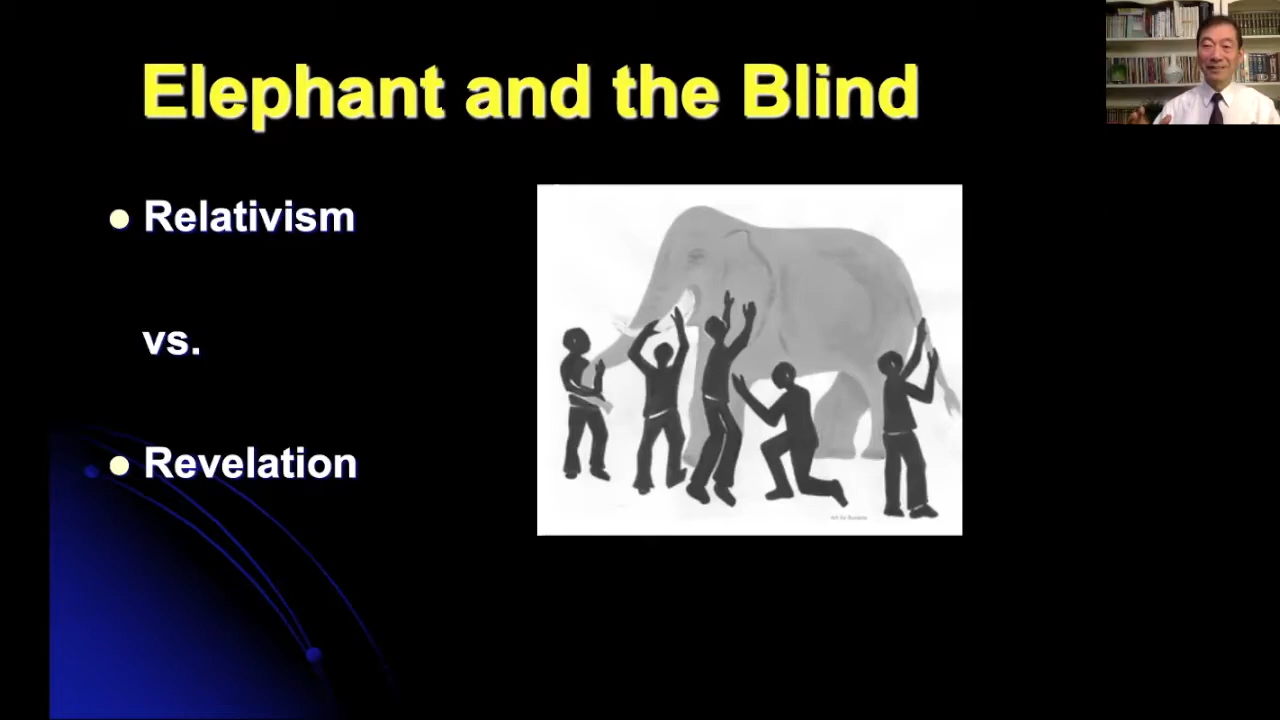 Elephant and the Blind
Relativism
vs.
Revelation